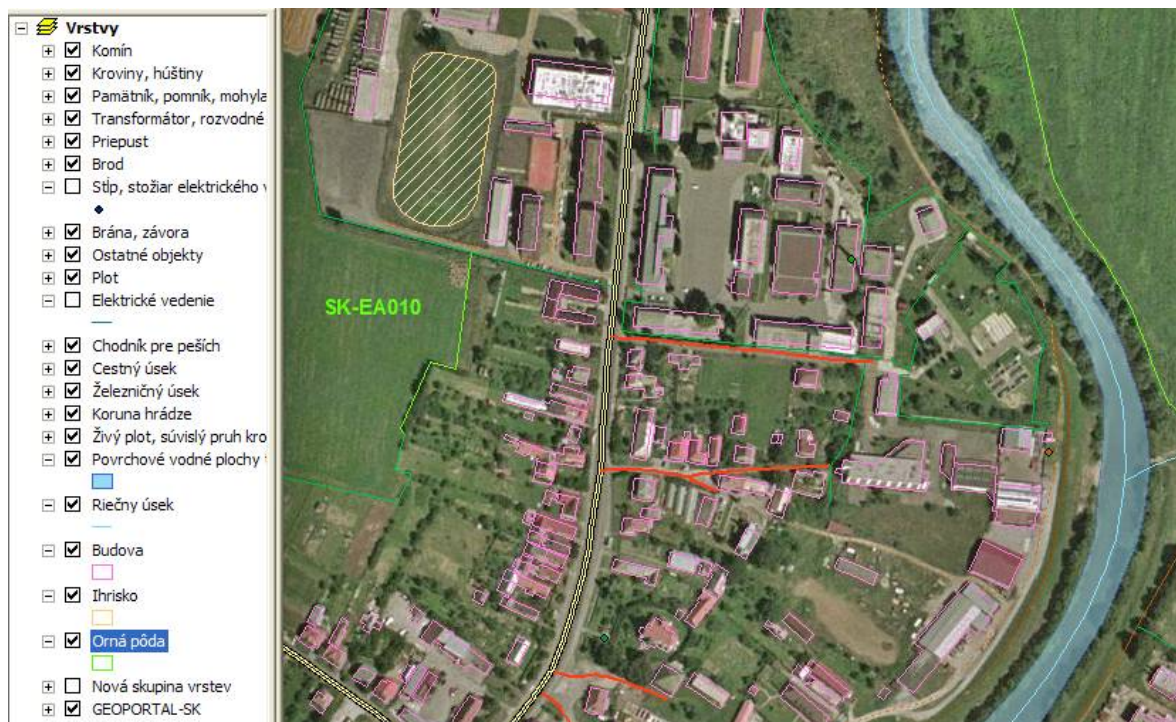 Vrstvy
Komín
Kroviny, húštiny
Pamätník, pomník, mohyla
Transformátor, rozvodné
Priepust
Brod
Stĺp, stožiar elektrického v
Brána, závora
Ostatné objekty
Plot
Elektrické vedenie
Chodník pre peších
Cestný úsek
Železničný úsek
Koruna hrádze
Živý plot, súvislý pruh kro
Povrchové vodné plochy
Riečny úsek
Budova
Ihrisko
Orná pôda
Nová skupina vrstev
GEOPORTAL-SK
SK-EA010